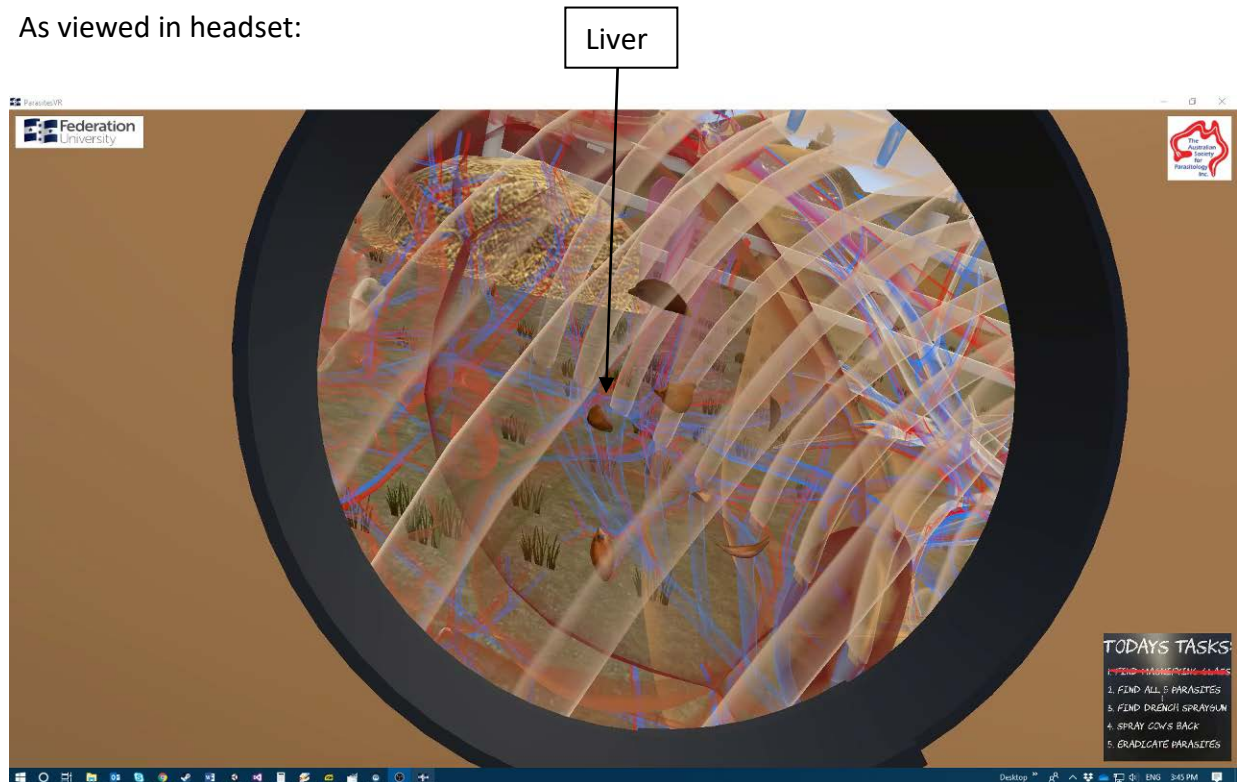 As viewed in headset:
Liver
ParasitesVR
Federation
University
The
Australian
Society
for
Parasitology
Inc.
TODAYS TASKS:
1. FIND MAGNIFYING GLASS
2. FIND ALL 5 PARASITES
3. FIND DRENCH SPRAYGUN
4. SPRAY COWS BACK
5. ERADICATE PARASITES
Desktop
ENG
3:45 PM